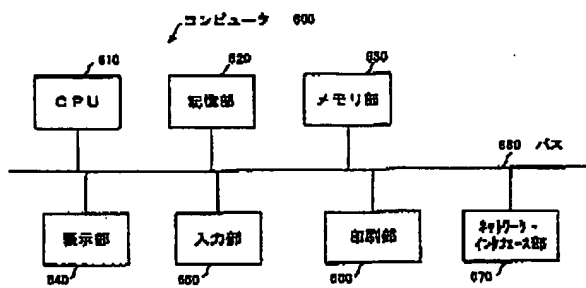 コンピュータ 600
610
CPU
620
記憶部
630
メモリ部
680 バス
表示部
640
入力部
650
印刷部
660
ネットワーク・
インタフェース部
670